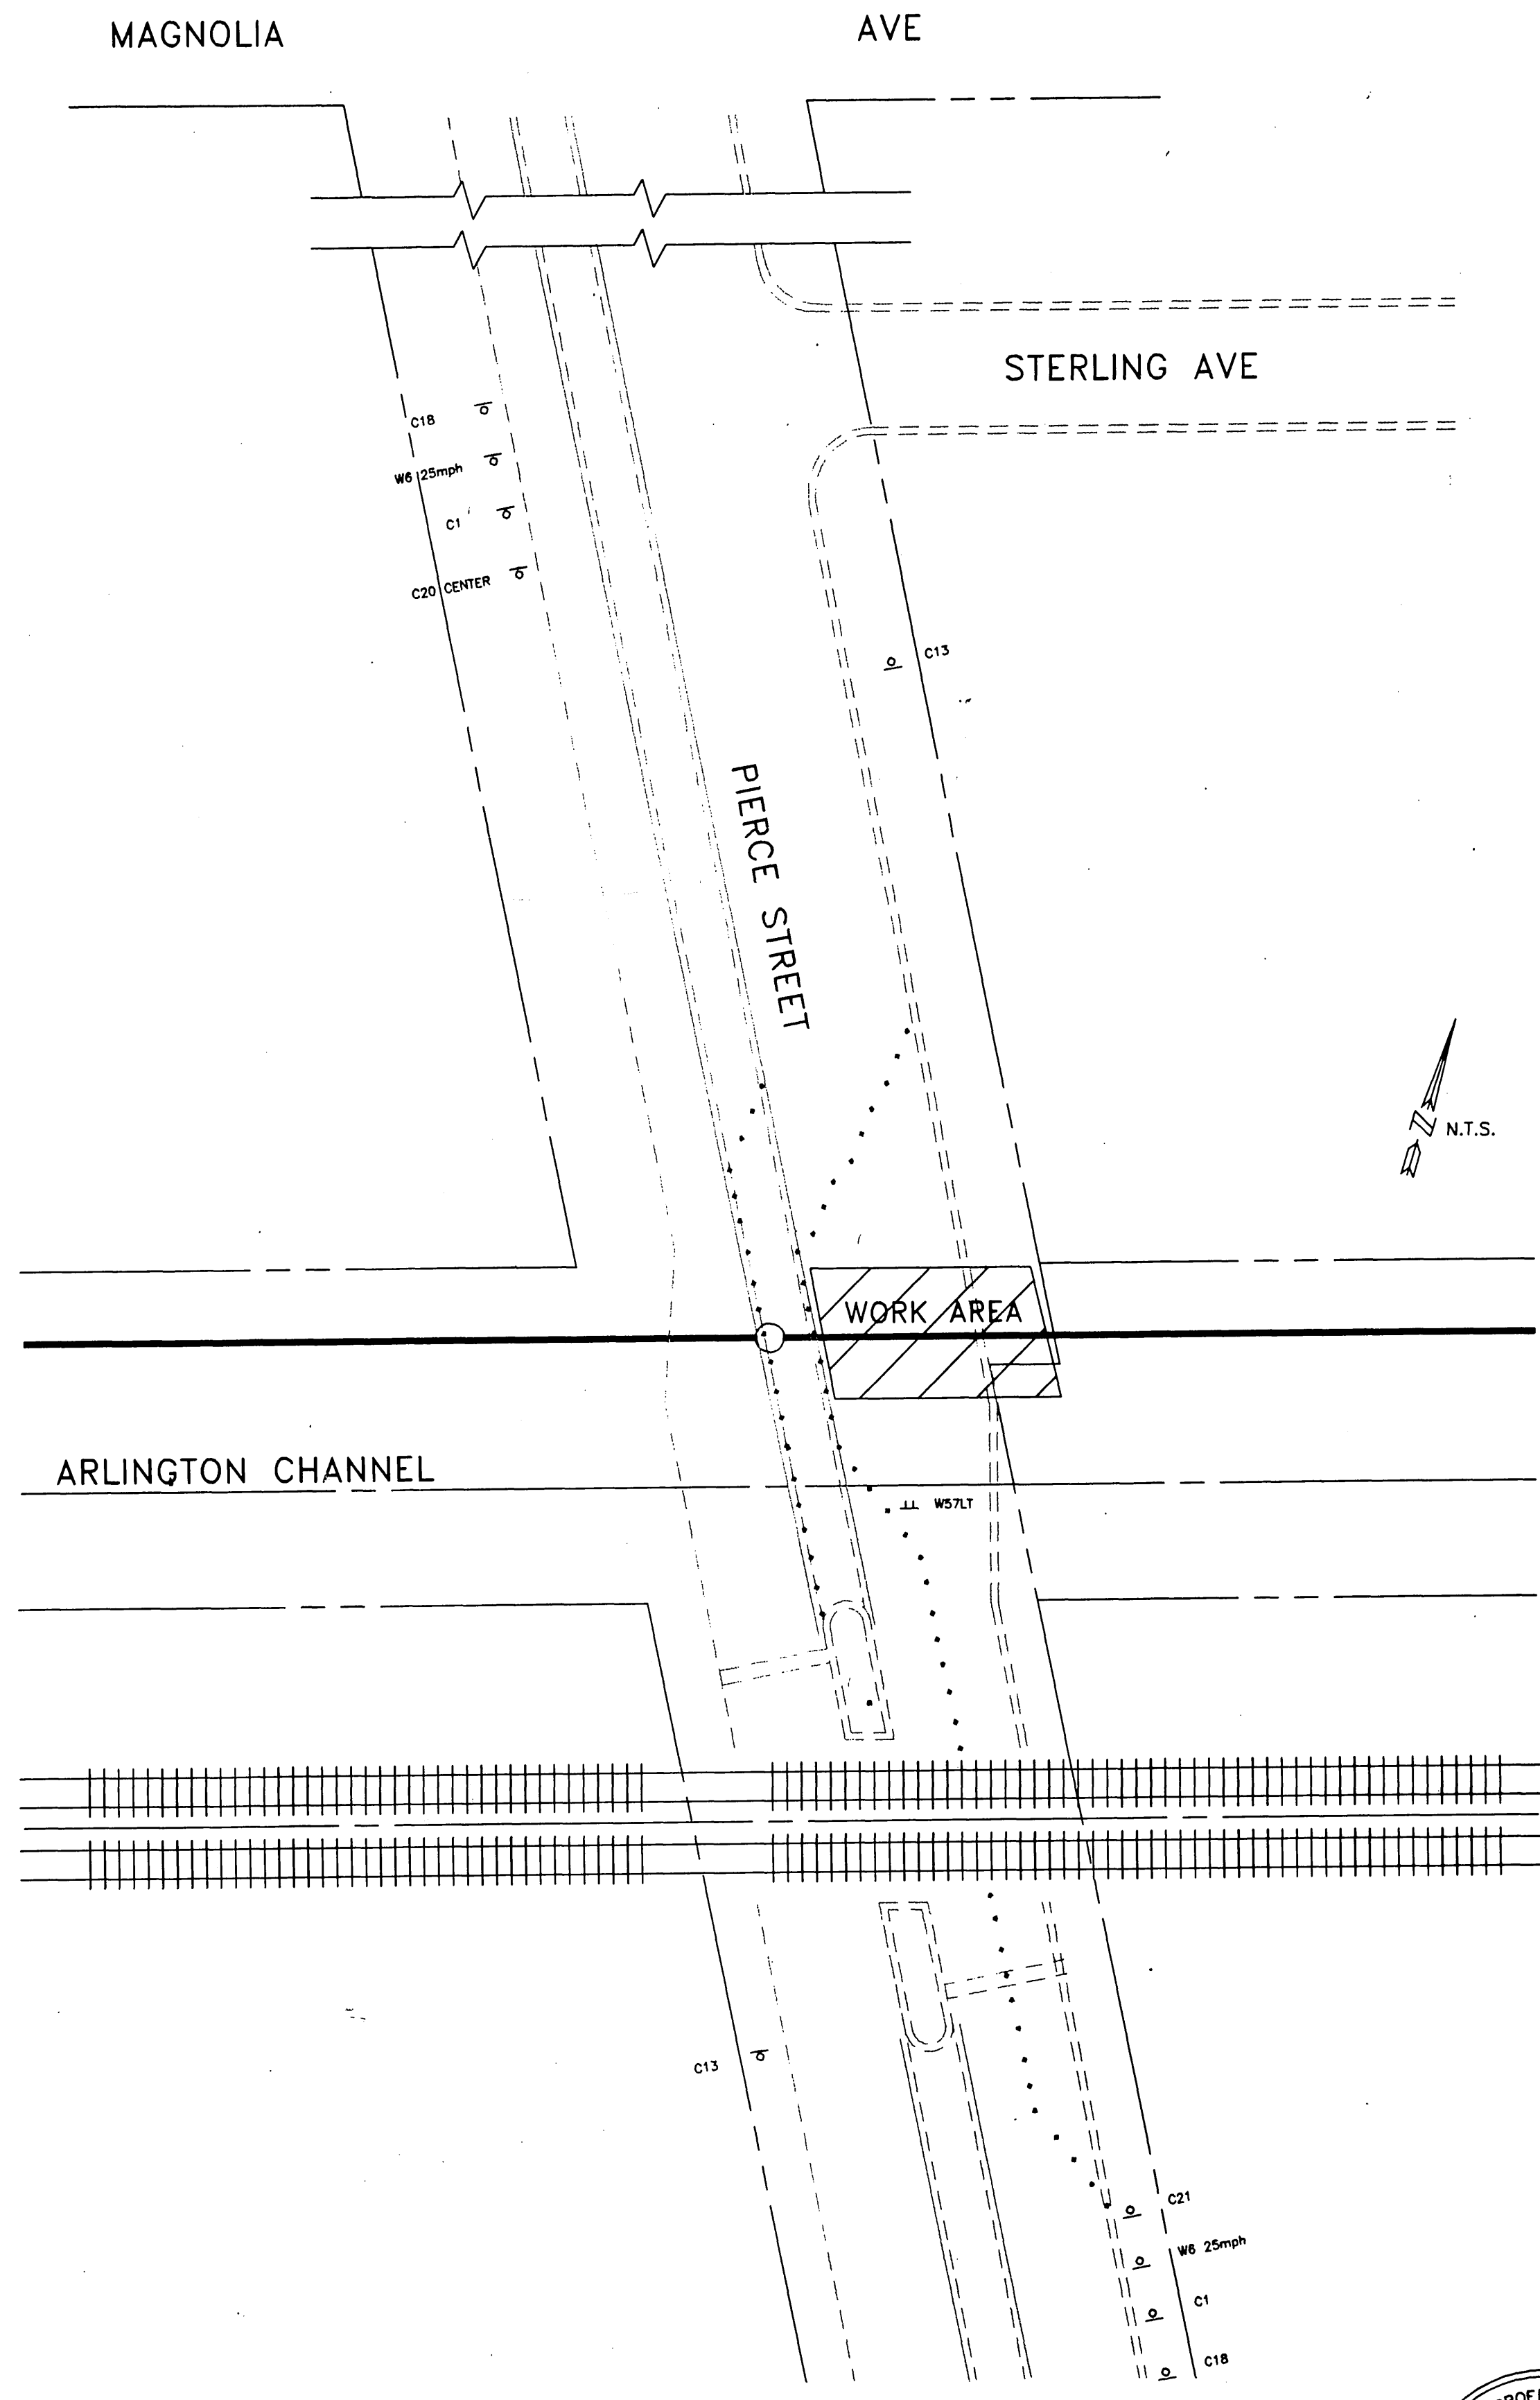 MAGNOLIA AVE
STERLING AVE
C18
W6 25mph
C1
C20 CENTER
C13
PIERCE STREET
N
N.T.S.
WORK AREA
ARLINGTON CHANNEL
W57LT
C13
C21
W6 25mph
C1
C18